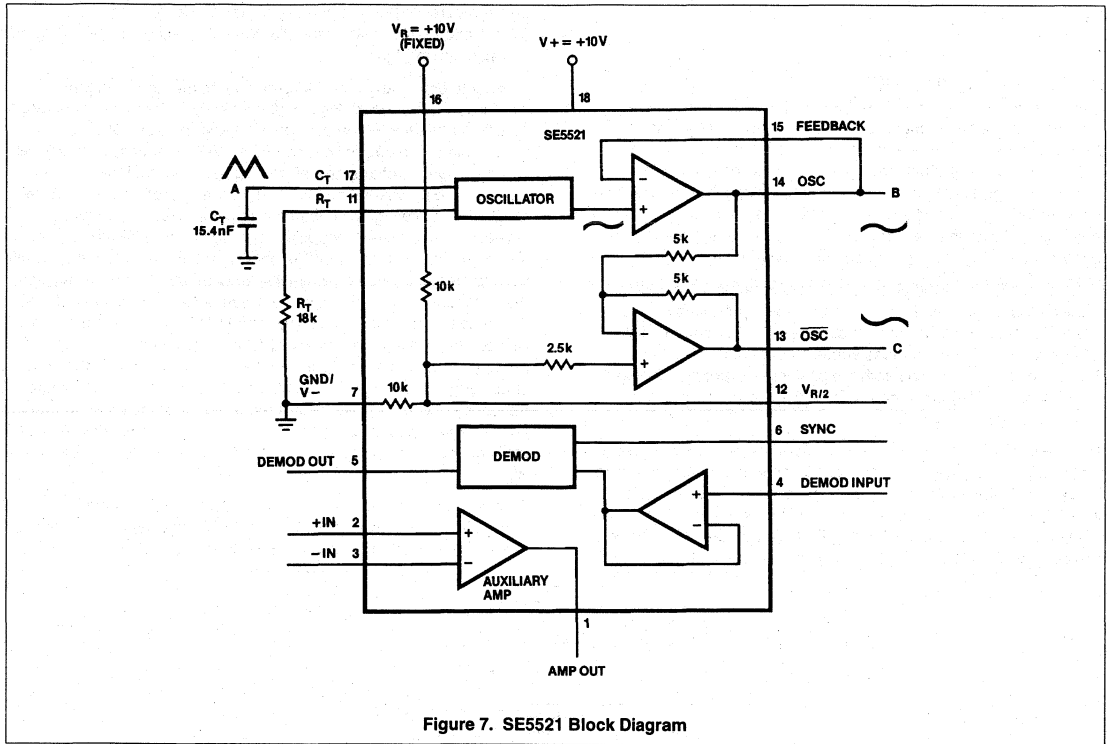 V_R = +10V
(FIXED)
V+ = +10V
16
18
SE5521
15 FEEDBACK
A
C_T 17
R_T 11
OSCILLATOR
−
+
14 OSC
B
C_T
15.4nF
5k
5k
10k
R_T
18k
−
+
2.5k
13 O̅S̅C̅
C
GND/
V−
7
10k
12 V_R/2
6 SYNC
DEMOD OUT 5
DEMOD
4 DEMOD INPUT
+
−
+IN 2
−IN 3
+
−
AUXILIARY
AMP
1
AMP OUT
Figure 7. SE5521 Block Diagram